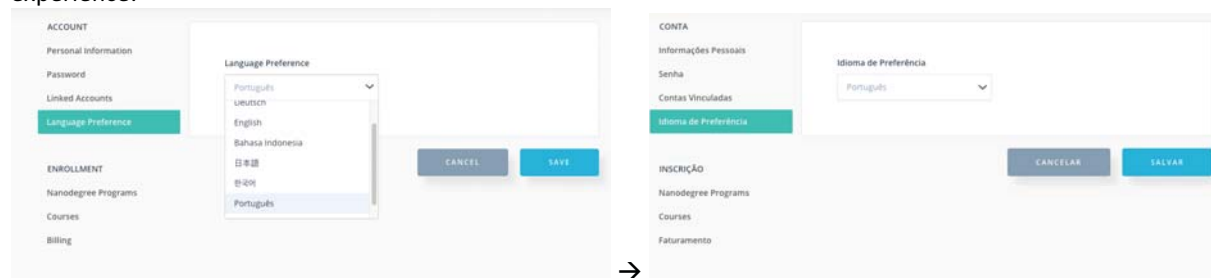 experience.
ACCOUNT
Personal Information
Password
Linked Accounts
Language Preference
ENROLLMENT
Nanodegree Programs
Courses
Billing
Language Preference
Português
Deutsch
English
Bahasa Indonesia
日本語
한국어
Português
CANCEL
SAVE
→
CONTA
Informações Pessoais
Senha
Contas Vinculadas
Idioma de Preferência
INSCRIÇÃO
Nanodegree Programs
Courses
Faturamento
Idioma de Preferência
Português
CANCELAR
SALVAR